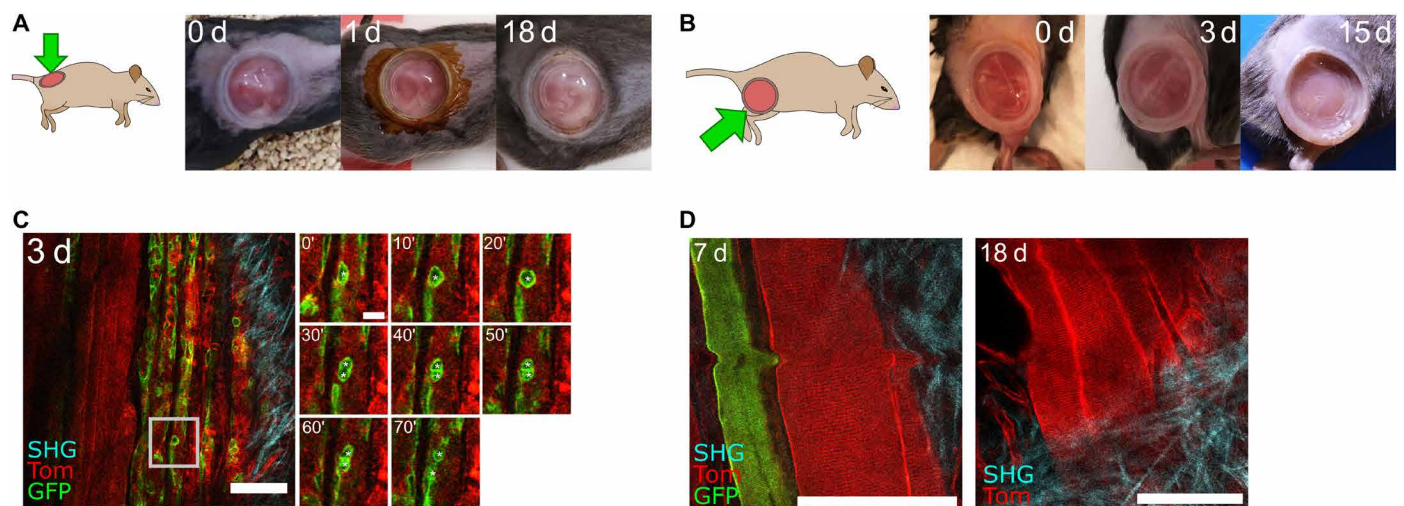 A
0 d
1 d
18 d
B
0 d
3 d
15 d
C
3 d
SHG
Tom
GFP
0'
10'
20'
30'
40'
50'
60'
70'
D
7 d
SHG
Tom
GFP
18 d
SHG
Tom